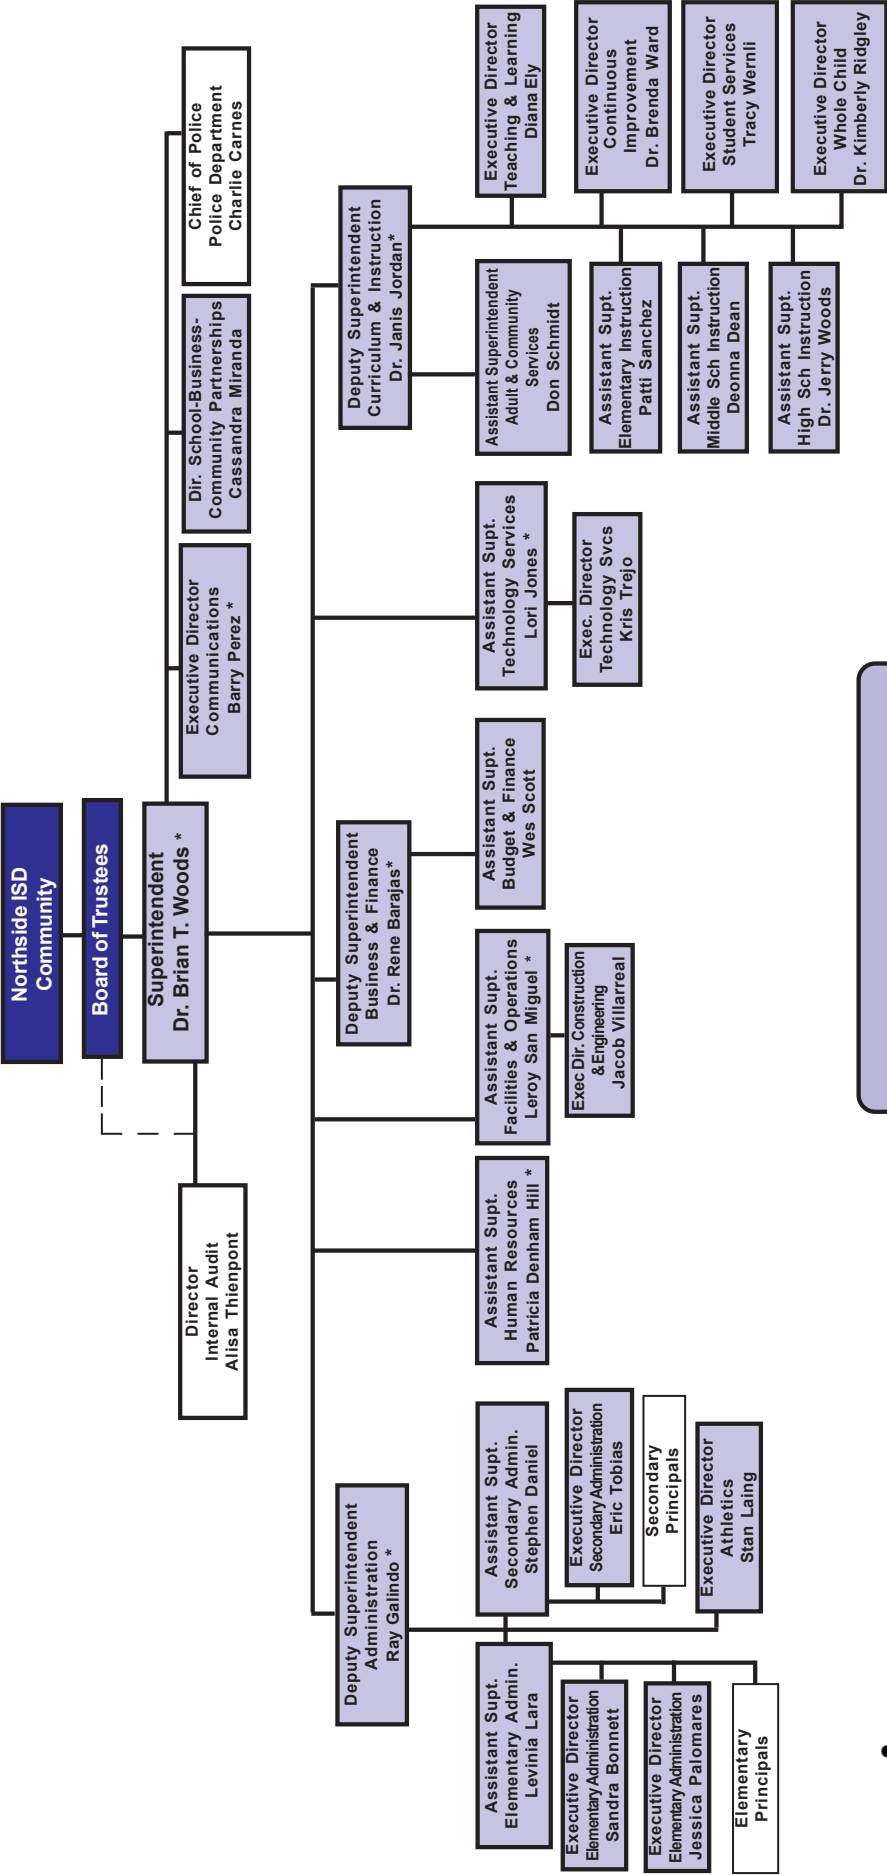 Northside ISD
Community
Board of Trustees
Superintendent
Dr. Brian T. Woods *
Director
Internal Audit
Alisa Thienpont
Executive Director
Communications
Barry Perez *
Dir. School-Business-
Community Partnerships
Cassandra Miranda
Chief of Police
Police Department
Charlie Carnes
Deputy Superintendent
Administration
Ray Galindo *
Deputy Superintendent
Business & Finance
Dr. Rene Barajas*
Deputy Superintendent
Curriculum & Instruction
Dr. Janis Jordan*
Assistant Supt.
Elementary Admin.
Levinia Lara
Assistant Supt.
Secondary Admin.
Stephen Daniel
Assistant Supt.
Human Resources
Patricia Denham Hill *
Assistant Supt.
Facilities & Operations
Leroy San Miguel *
Assistant Supt.
Budget & Finance
Wes Scott
Assistant Supt.
Technology Services
Lori Jones *
Assistant Superintendent
Adult & Community
Services
Don Schmidt
Executive Director
Teaching & Learning
Diana Ely
Executive Director
Elementary Administration
Sandra Bonnett
Executive Director
Secondary Administration
Eric Tobias
Exec Dir. Construction
& Engineering
Jacob Villarreal
Exec. Director
Technology Svcs
Kris Trejo
Assistant Supt.
Elementary Instruction
Patti Sanchez
Executive Director
Continuous
Improvement
Dr. Brenda Ward
Executive Director
Elementary Administration
Jessica Palomares
Secondary
Principals
Assistant Supt.
Middle Sch Instruction
Deonna Dean
Executive Director
Student Services
Tracy Wernli
Elementary
Principals
Executive Director
Athletics
Stan Laing
Assistant Supt.
High Sch Instruction
Dr. Jerry Woods
Executive Director
Whole Child
Dr. Kimberly Ridgley